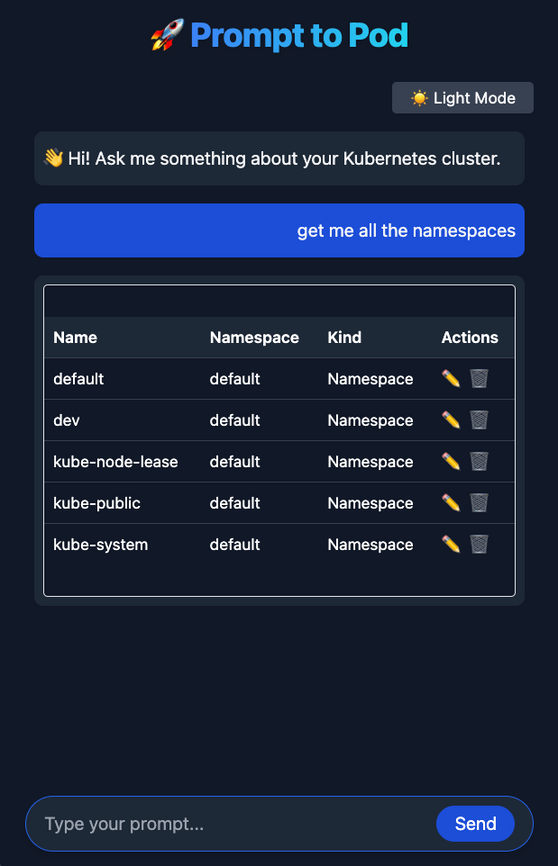 🚀 Prompt to Pod
☀️ Light Mode
👋 Hi! Ask me something about your Kubernetes cluster.
get me all the namespaces
Name Namespace Kind Actions
default default Namespace ✏️ 🗑️
dev default Namespace ✏️ 🗑️
kube-node-lease default Namespace ✏️ 🗑️
kube-public default Namespace ✏️ 🗑️
kube-system default Namespace ✏️ 🗑️
Type your prompt... Send